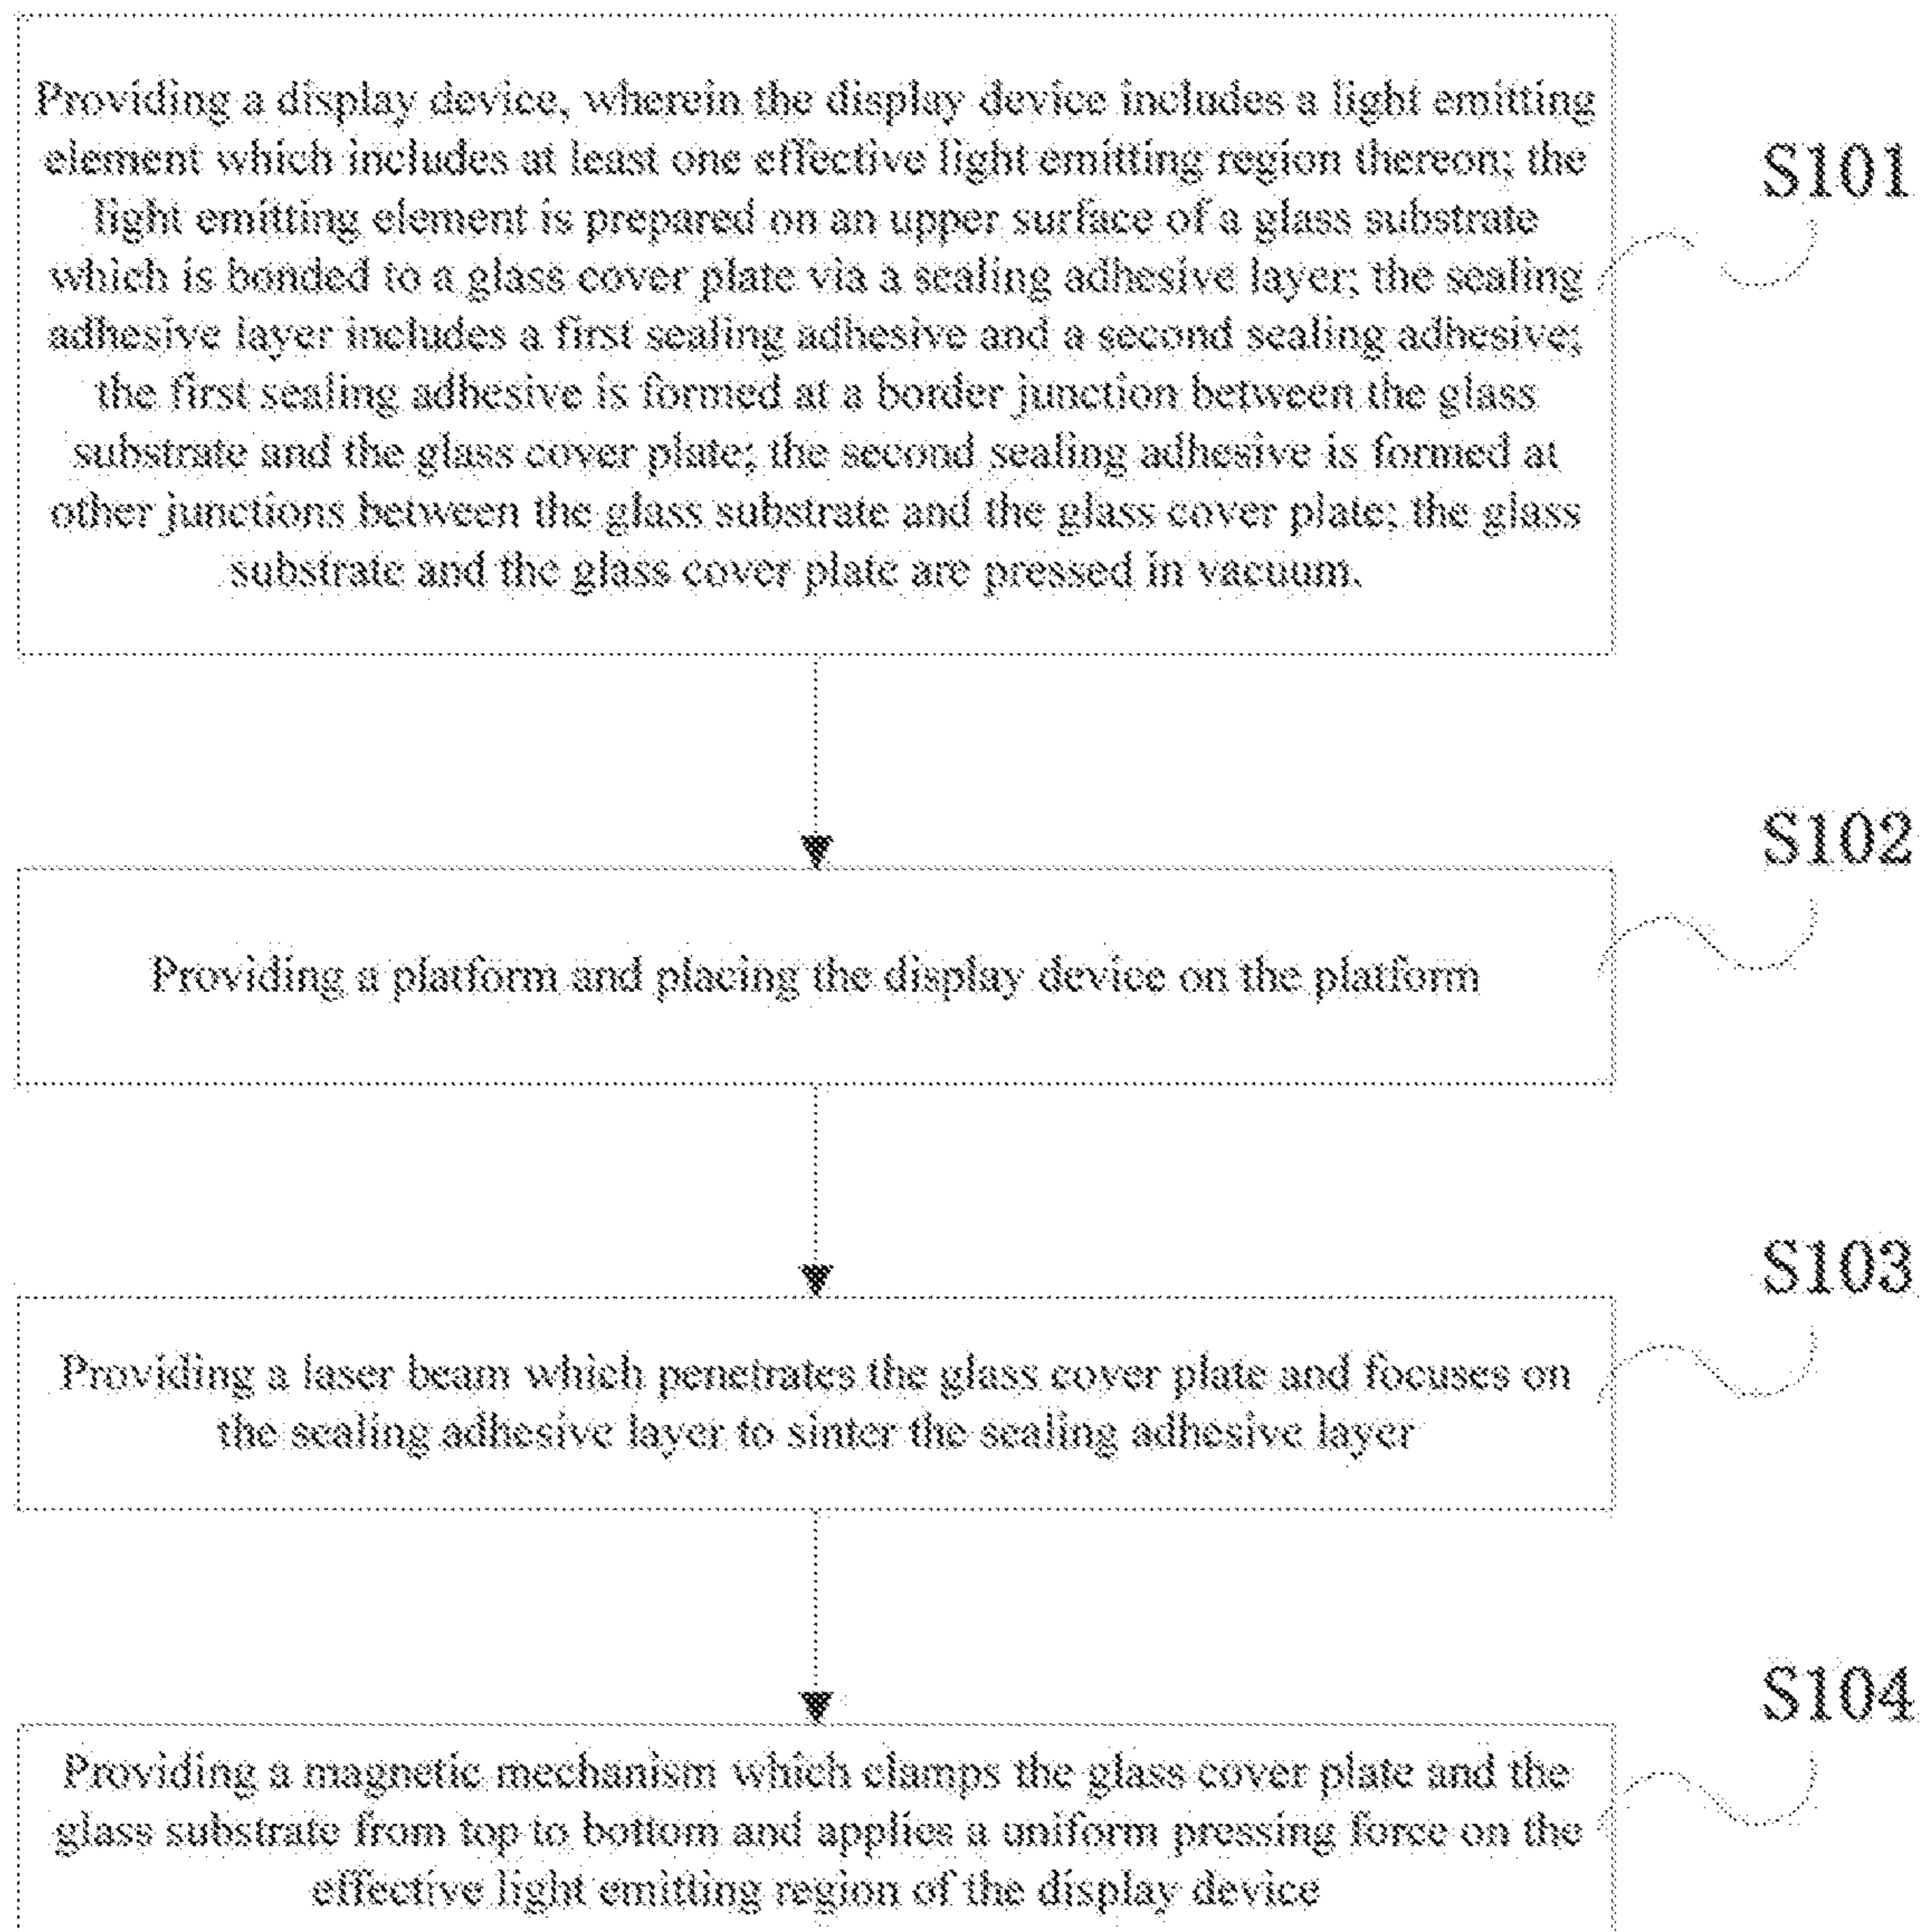 Providing a display device, wherein the display device includes a light emitting
element which includes at least one effective light emitting region thereon; the
light emitting element is prepared on an upper surface of a glass substrate
which is bonded to a glass cover plate via a sealing adhesive layer; the sealing
adhesive layer includes a first sealing adhesive and a second sealing adhesive;
the first sealing adhesive is formed at a border junction between the glass
substrate and the glass cover plate; the second sealing adhesive is formed at
other junctions between the glass substrate and the glass cover plate; the glass
substrate and the glass cover plate are pressed in vacuum.
S101
S102
Providing a platform and placing the display device on the platform
S103
Providing a laser beam which penetrates the glass cover plate and focuses on
the sealing adhesive layer to sinter the sealing adhesive layer
S104
Providing a magnetic mechanism which clamps the glass cover plate and the
glass substrate from top to bottom and applies a uniform pressing force on the
effective light emitting region of the display device